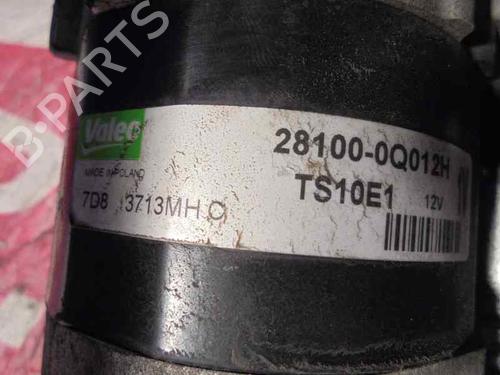 B-PARTS
Valeo
MADE IN POLAND
7D8 3713MH O
28100-0Q012H
TS10E1 12V